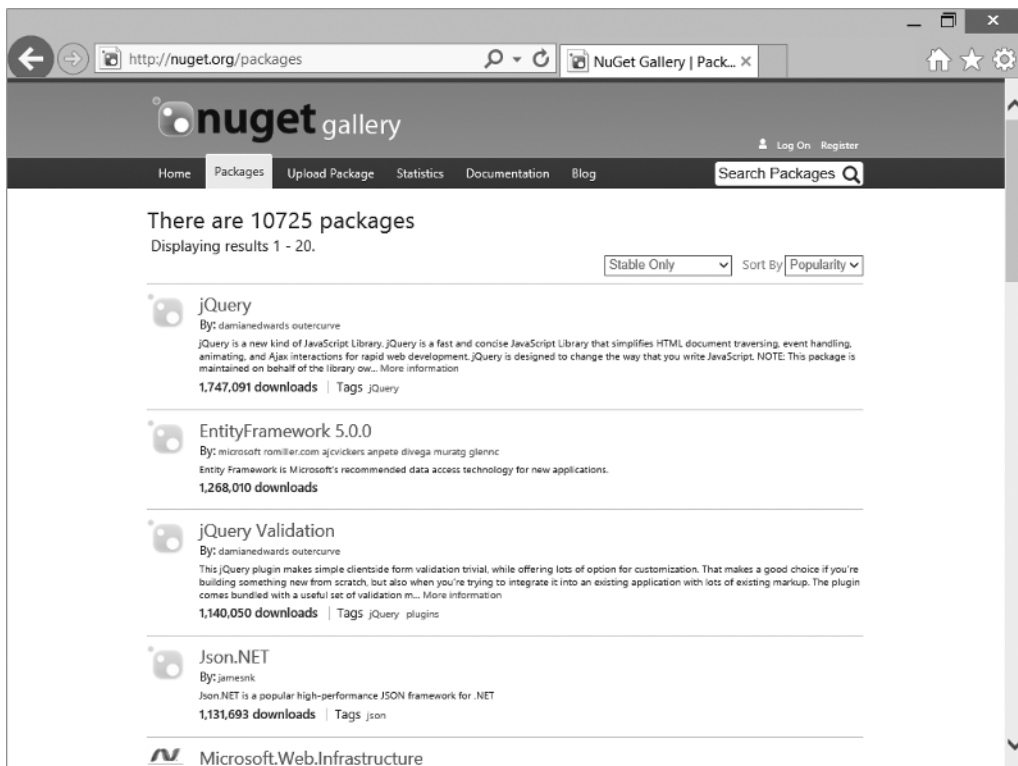 http://nuget.org/packages
NuGet Gallery | Pack...
nuget gallery
Log On Register
Home Packages Upload Package Statistics Documentation Blog Search Packages
There are 10725 packages
Displaying results 1 - 20.
Stable Only Sort By Popularity
jQuery
By: damianedwards outercurve
jQuery is a new kind of JavaScript Library. jQuery is a fast and concise JavaScript Library that simplifies HTML document traversing, event handling,
animating, and Ajax interactions for rapid web development. jQuery is designed to change the way that you write JavaScript. NOTE: This package is
maintained on behalf of the library ow... More information
1,747,091 downloads | Tags jQuery
EntityFramework 5.0.0
By: microsoft romiller.com ajcvickers anpete divega muratg glennc
Entity Framework is Microsoft's recommended data access technology for new applications.
1,268,010 downloads
jQuery Validation
By: damianedwards outercurve
This jQuery plugin makes simple clientside form validation trivial, while offering lots of option for customization. That makes a good choice if you're
building something new from scratch, but also when you're trying to integrate it into an existing application with lots of existing markup. The plugin
comes bundled with a useful set of validation m... More information
1,140,050 downloads | Tags jQuery plugins
Json.NET
By: jamesnk
Json.NET is a popular high-performance JSON framework for .NET
1,131,693 downloads | Tags json
Microsoft.Web.Infrastructure